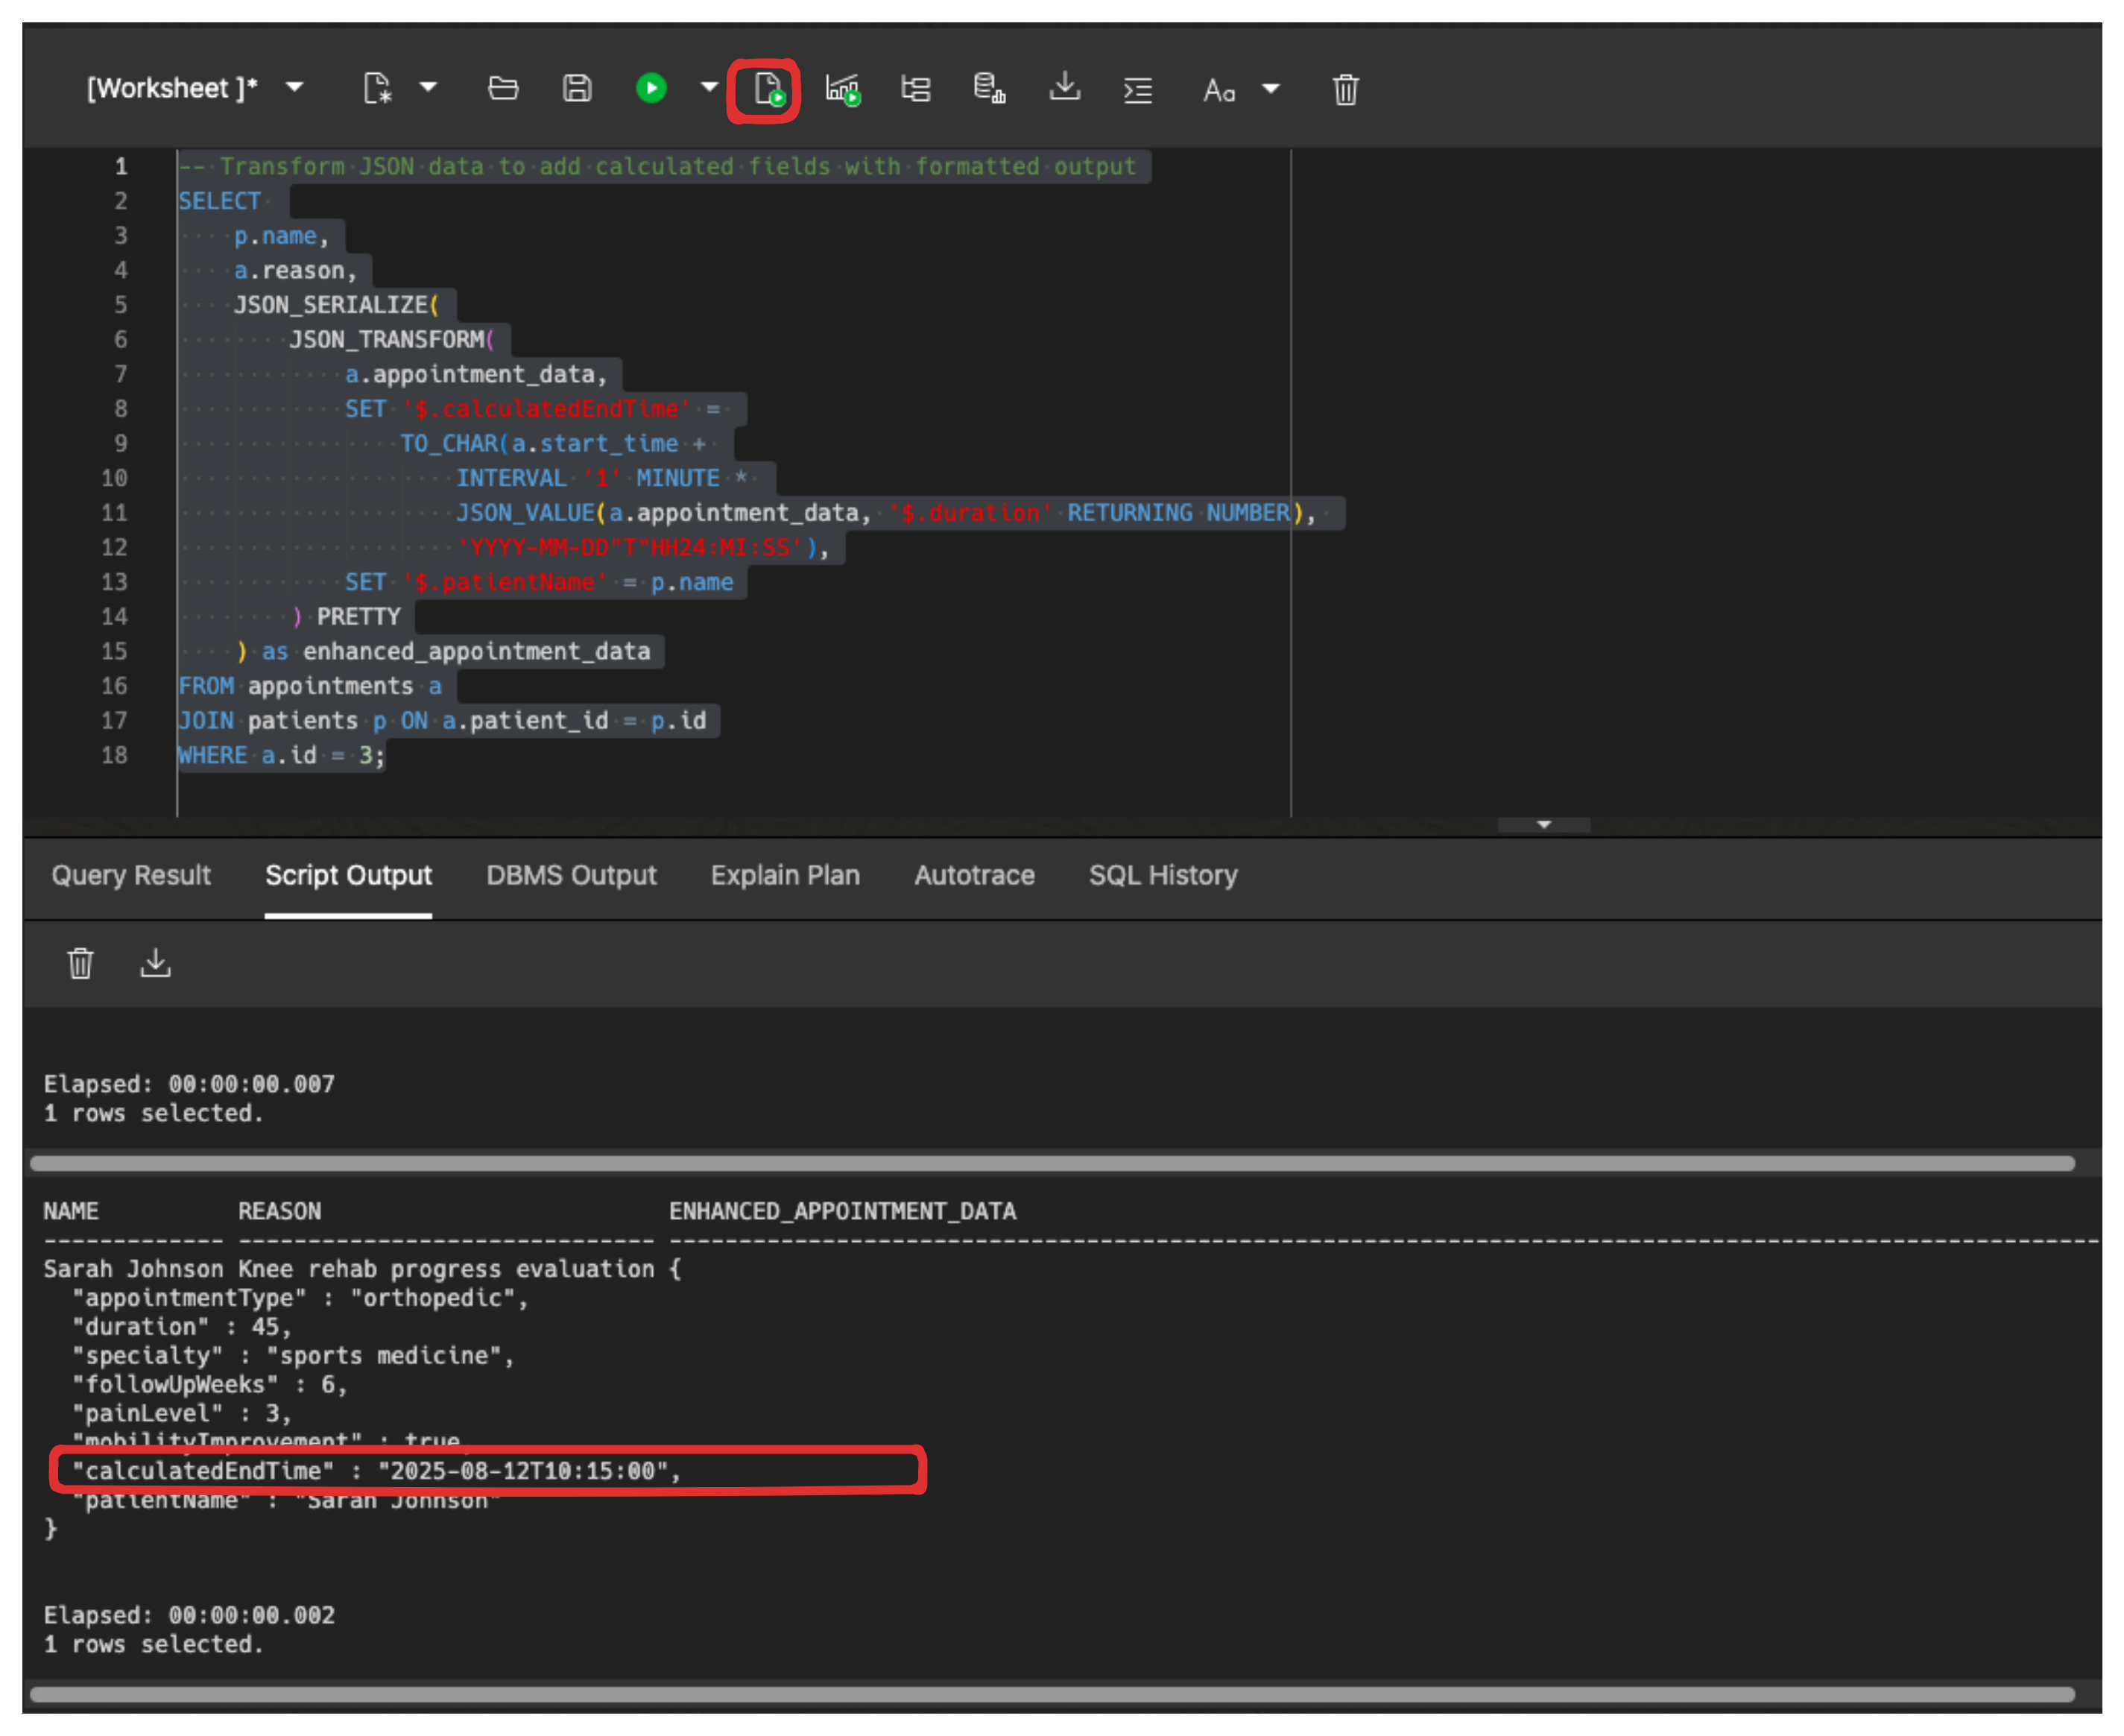 [Worksheet ]*
Aa
1 -- Transform JSON data to add calculated fields with formatted output
2 SELECT
3     p.name,
4     a.reason,
5     JSON_SERIALIZE(
6         JSON_TRANSFORM(
7             a.appointment_data,
8             SET '$.calculatedEndTime' =
9                 TO_CHAR(a.start_time +
10                     INTERVAL '1' MINUTE *
11                     JSON_VALUE(a.appointment_data, '$.duration' RETURNING NUMBER),
12                     'YYYY-MM-DD"T"HH24:MI:SS'),
13             SET '$.patientName' = p.name
14         ) PRETTY
15     ) as enhanced_appointment_data
16 FROM appointments a
17 JOIN patients p ON a.patient_id = p.id
18 WHERE a.id = 3;
Query Result Script Output DBMS Output Explain Plan Autotrace SQL History
Elapsed: 00:00:00.007
1 rows selected.
NAME REASON ENHANCED_APPOINTMENT_DATA
------------- ------------------------------ -------------------------------------------------------------------------------------------------------
Sarah Johnson Knee rehab progress evaluation {
  "appointmentType" : "orthopedic",
  "duration" : 45,
  "specialty" : "sports medicine",
  "followUpWeeks" : 6,
  "painLevel" : 3,
  "mobilityImprovement" : true,
  "calculatedEndTime" : "2025-08-12T10:15:00",
  "patientName" : "Sarah Johnson"
}
Elapsed: 00:00:00.002
1 rows selected.